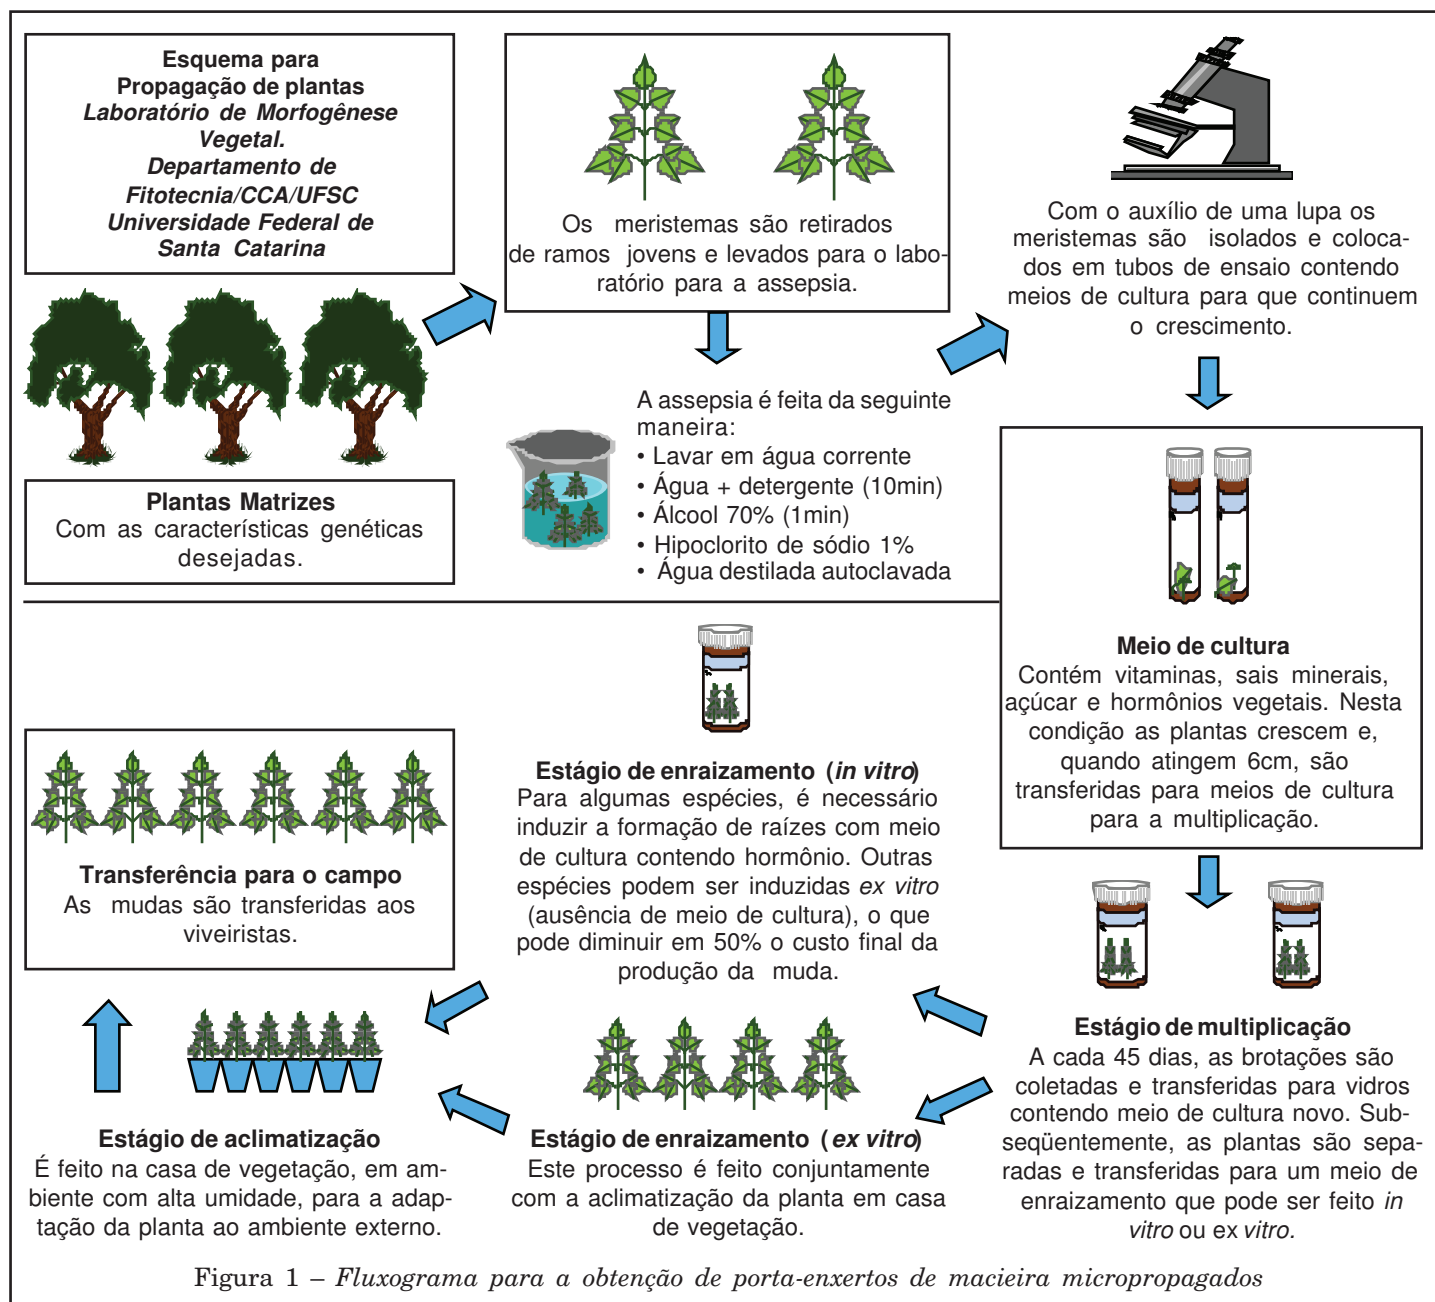 Esquema para
Propagação de plantas
Laboratório de Morfogênese
Vegetal.
Departamento de
Fitotecnia/CCA/UFSC
Universidade Federal de
Santa Catarina
Plantas Matrizes
Com as características genéticas
desejadas.
Os meristemas são retirados
de ramos jovens e levados para o labo-
ratório para a assepsia.
A assepsia é feita da seguinte
maneira:
• Lavar em água corrente
• Água + detergente (10min)
• Álcool 70% (1min)
• Hipoclorito de sódio 1%
• Água destilada autoclavada
Com o auxílio de uma lupa os
meristemas são isolados e coloca-
dos em tubos de ensaio contendo
meios de cultura para que continuem
o crescimento.
Meio de cultura
Contém vitaminas, sais minerais,
açúcar e hormônios vegetais. Nesta
condição as plantas crescem e,
quando atingem 6cm, são
transferidas para meios de cultura
para a multiplicação.
Estágio de multiplicação
A cada 45 dias, as brotações são
coletadas e transferidas para vidros
contendo meio de cultura novo. Sub-
seqüentemente, as plantas são sepa-
radas e transferidas para um meio de
enraizamento que pode ser feito in
vitro ou ex vitro.
Estágio de enraizamento (in vitro)
Para algumas espécies, é necessário
induzir a formação de raízes com meio
de cultura contendo hormônio. Outras
espécies podem ser induzidas ex vitro
(ausência de meio de cultura), o que
pode diminuir em 50% o custo final da
produção da muda.
Estágio de enraizamento (ex vitro)
Este processo é feito conjuntamente
com a aclimatização da planta em casa
de vegetação.
Estágio de aclimatização
É feito na casa de vegetação, em am-
biente com alta umidade, para a adap-
tação da planta ao ambiente externo.
Transferência para o campo
As mudas são transferidas aos
viveiristas.
Figura 1 – Fluxograma para a obtenção de porta-enxertos de macieira micropropagados